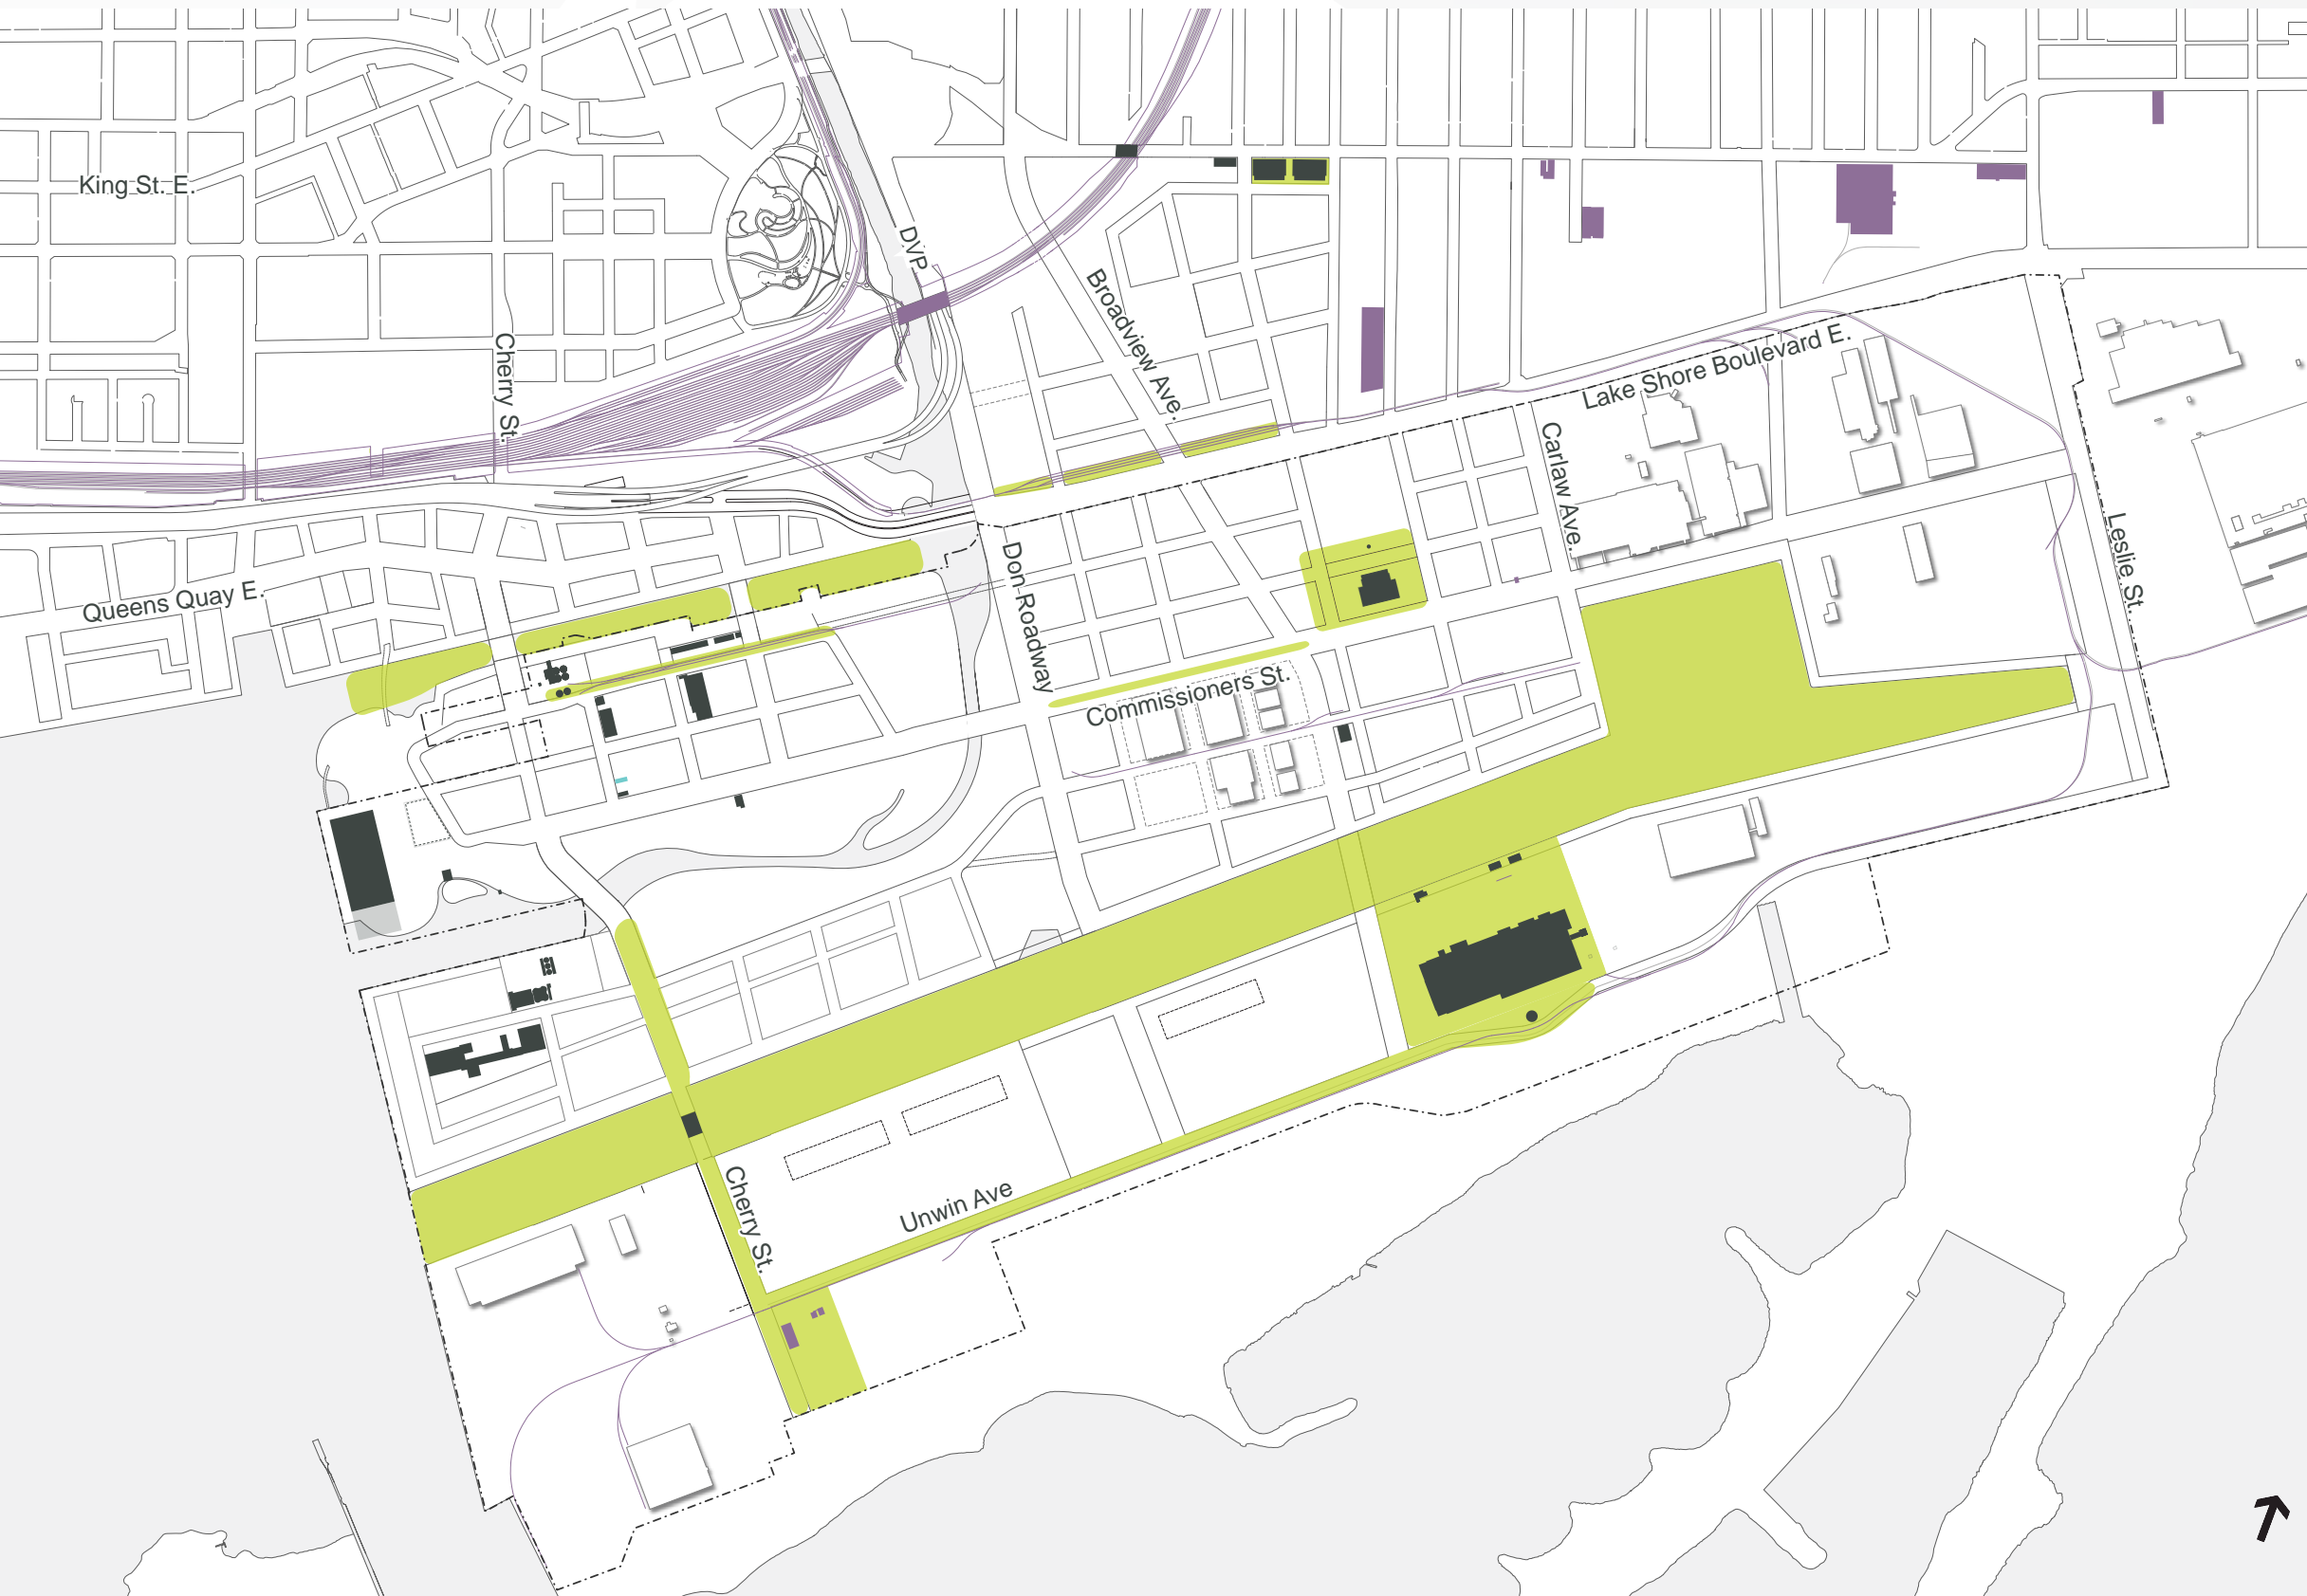 King St. E.
DVP
Broadview Ave.
Cherry St.
Lake Shore Boulevard E.
Carlaw Ave.
Leslie St.
Queens Quay E.
Don Roadway
Commissioners St.
Cherry St.
Unwin Ave